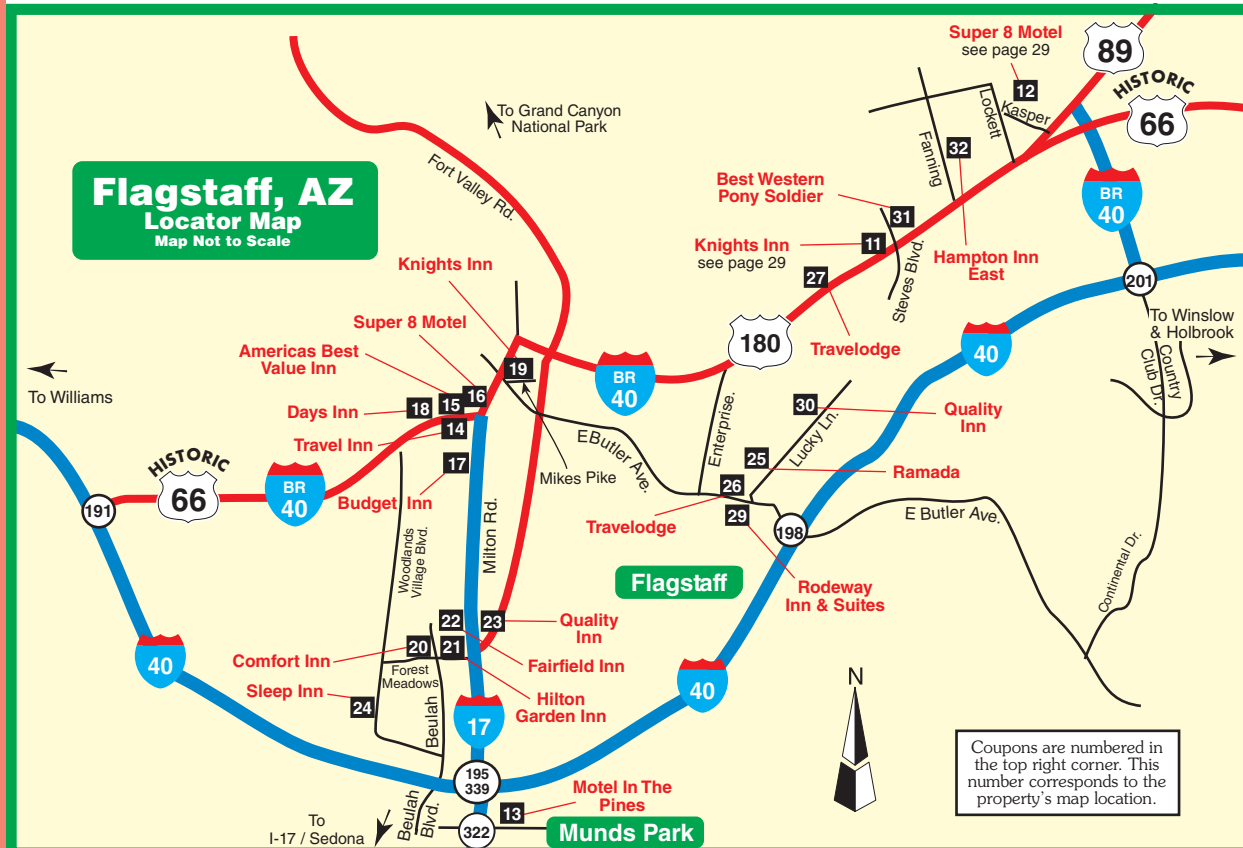 Flagstaff, AZ
Locator Map
Map Not to Scale
To Grand Canyon
National Park
Fort Valley Rd.
Super 8 Motel
see page 29
12
89
HISTORIC
66
Kasper
Lockett
Fanning
32
BR
40
Best Western
Pony Soldier
31
Knights Inn
see page 29
11
Steves Blvd.
Hampton Inn
East
27
Travelodge
201
To Winslow
& Holbrook
Country
Club Dr.
180
40
Knights Inn
Super 8 Motel
Americas Best
Value Inn
19
16
15
18
Days Inn
14
Travel Inn
17
Budget Inn
BR
40
To Williams
HISTORIC
66
BR
40
191
Mikes Pike
E Butler Ave.
Enterprise.
Lucky Ln.
30
Quality
Inn
25
Ramada
26
Travelodge
29
198
E Butler Ave.
Rodeway
Inn & Suites
Flagstaff
Woodlands
Village Blvd.
Milton Rd.
Continental Dr.
22
23
Quality
Inn
20
21
Comfort Inn
Fairfield Inn
Forest
Meadows
Sleep Inn
24
Hilton
Garden Inn
Beulah
40
17
40
N
195
339
Motel In The
Pines
13
Munds Park
322
Beulah
Blvd.
To
I-17 / Sedona
Coupons are numbered in
the top right corner. This
number corresponds to the
property's map location.